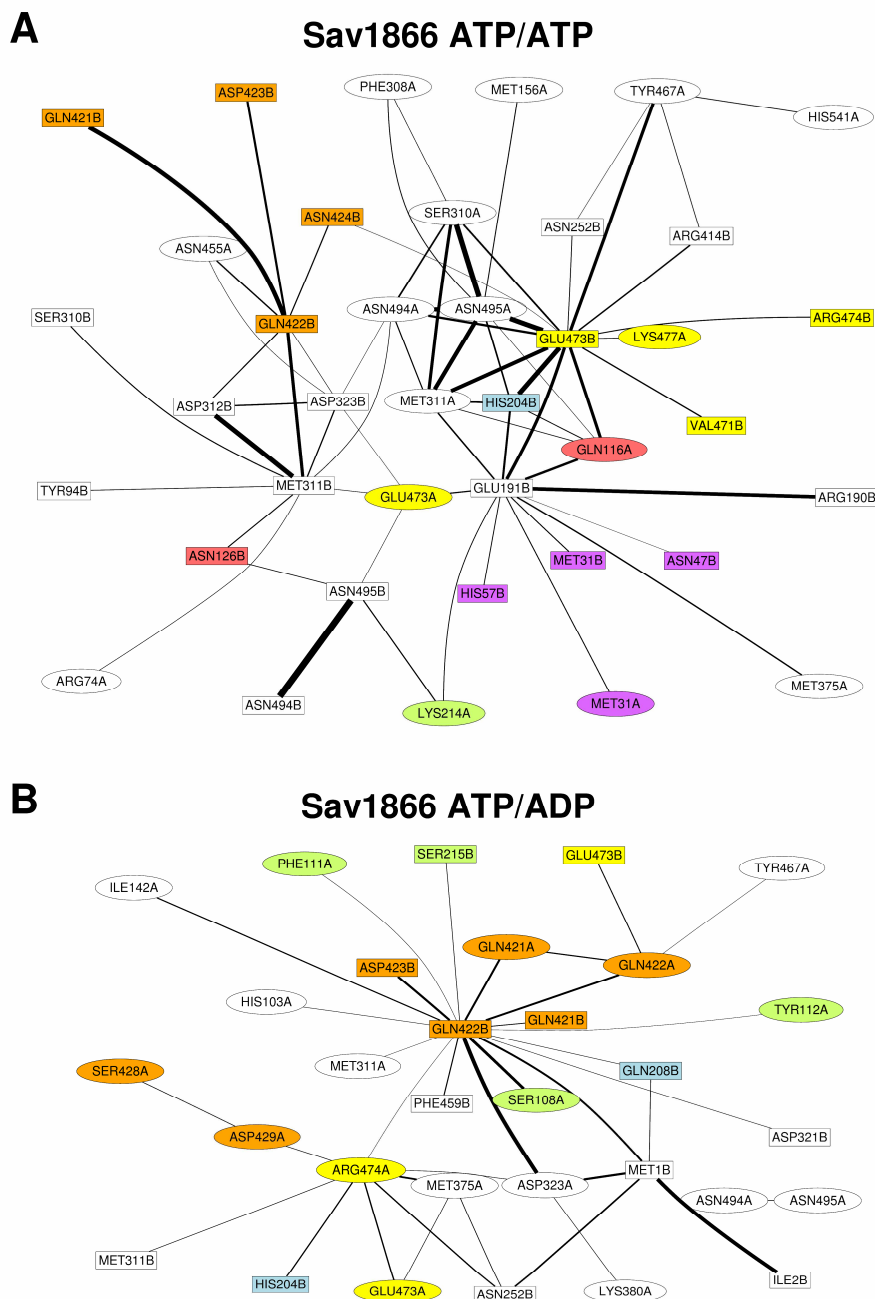 A
Sav1866 ATP/ATP
PHE308A
MET156A
TYR467A
ASP423B
GLN421B
HIS541A
SER310A
ASN424B
ASN252B
ARG414B
ASN455A
SER310B
GLN422B
ASN494A
ASN495A
GLU473B
LYS477A
ARG474B
ASP312B
ASP323B
MET311A
HIS204B
VAL471B
GLN116A
TYR94B
MET311B
GLU473A
GLU191B
ARG190B
ASN126B
MET31B
ASN47B
ASN495B
HIS57B
ARG74A
ASN494B
LYS214A
MET31A
MET375A
B
Sav1866 ATP/ADP
PHE111A
SER215B
GLU473B
TYR467A
ILE142A
GLN421A
ASP423B
GLN422A
HIS103A
GLN422B
GLN421B
TYR112A
MET311A
GLN208B
SER428A
PHE459B
SER108A
ASP429A
ASP321B
ARG474A
MET375A
ASP323A
MET1B
ASN494A
ASN495A
MET311B
HIS204B
GLU473A
ASN252B
LYS380A
ILE2B